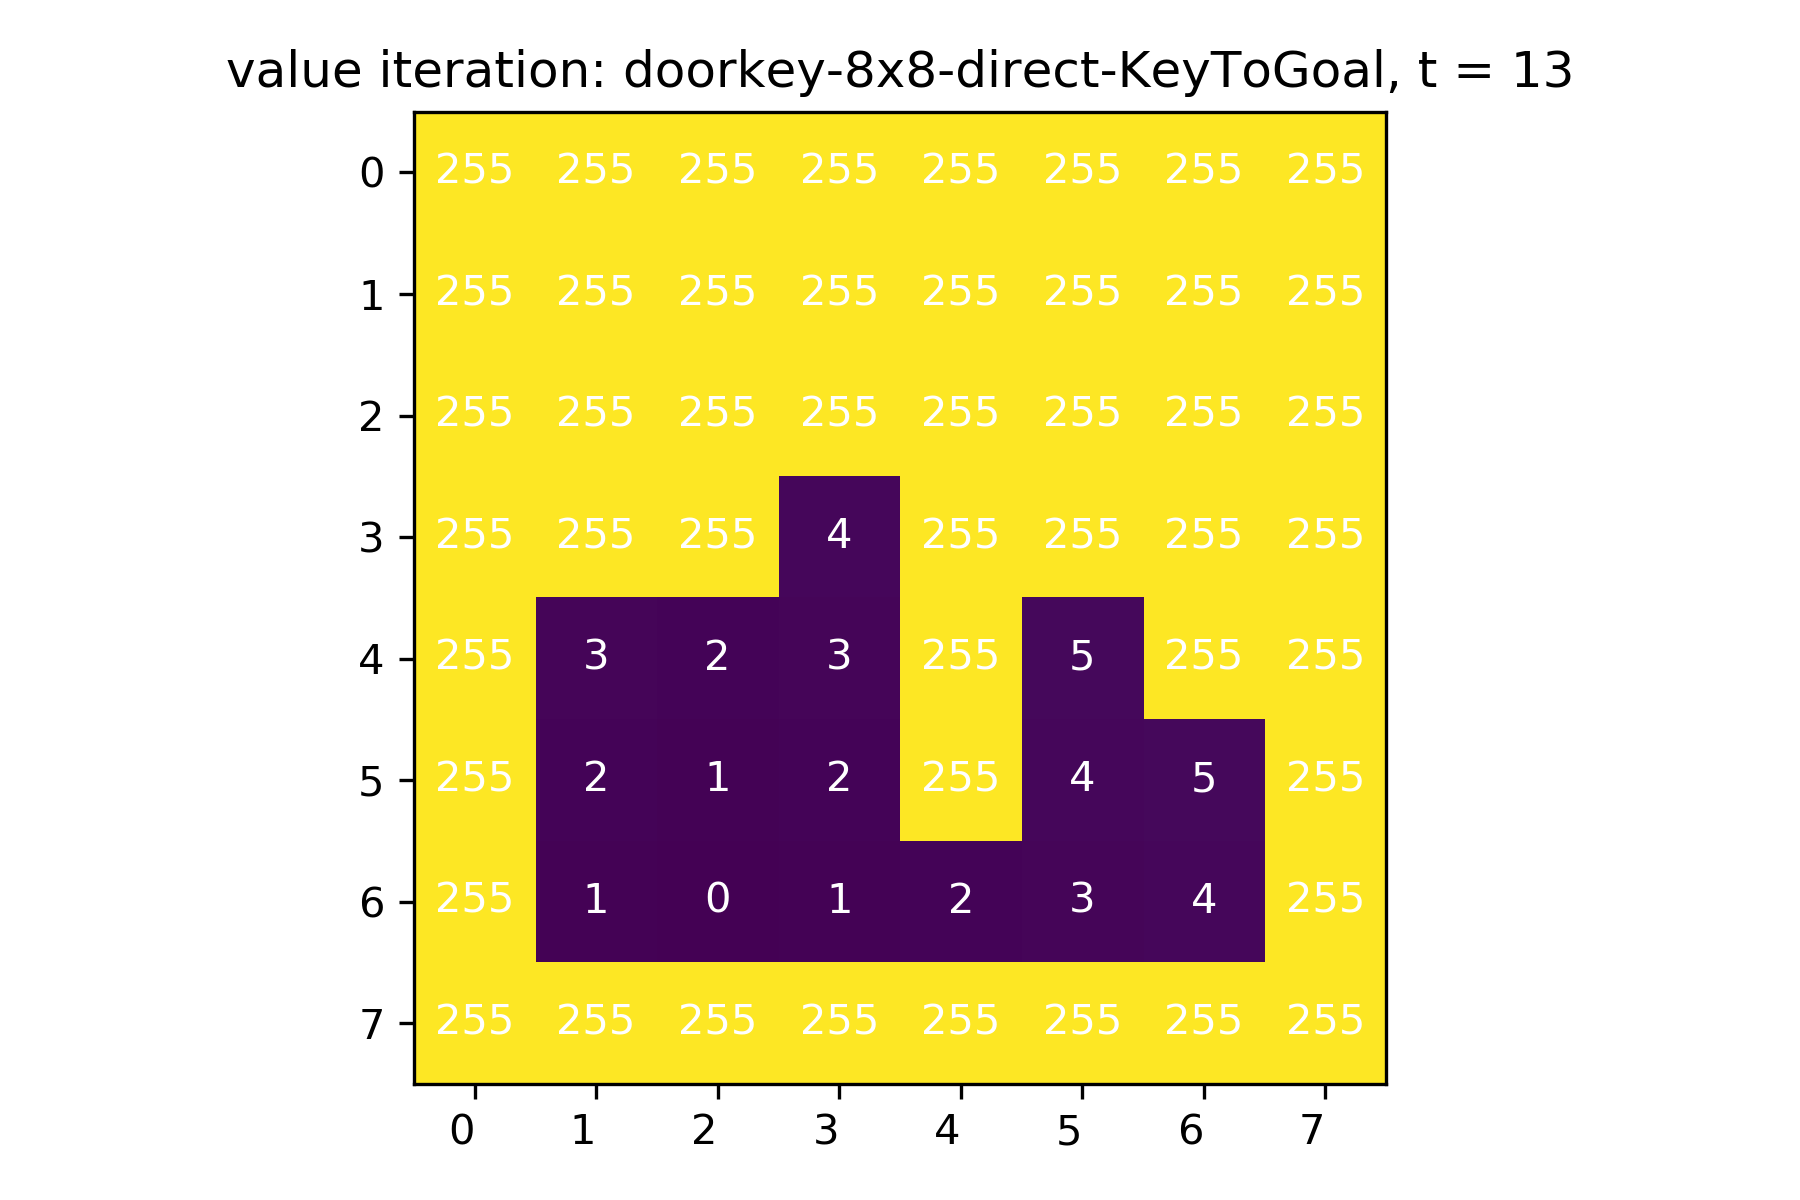 value iteration: doorkey-8x8-direct-KeyToGoal, t = 13
0 255 255 255 255 255 255 255 255
1 255 255 255 255 255 255 255 255
2 255 255 255 255 255 255 255 255
3 255 255 255 4 255 255 255 255
4 255 3 2 3 255 5 255 255
5 255 2 1 2 255 4 5 255
6 255 1 0 1 2 3 4 255
7 255 255 255 255 255 255 255 255
0 1 2 3 4 5 6 7